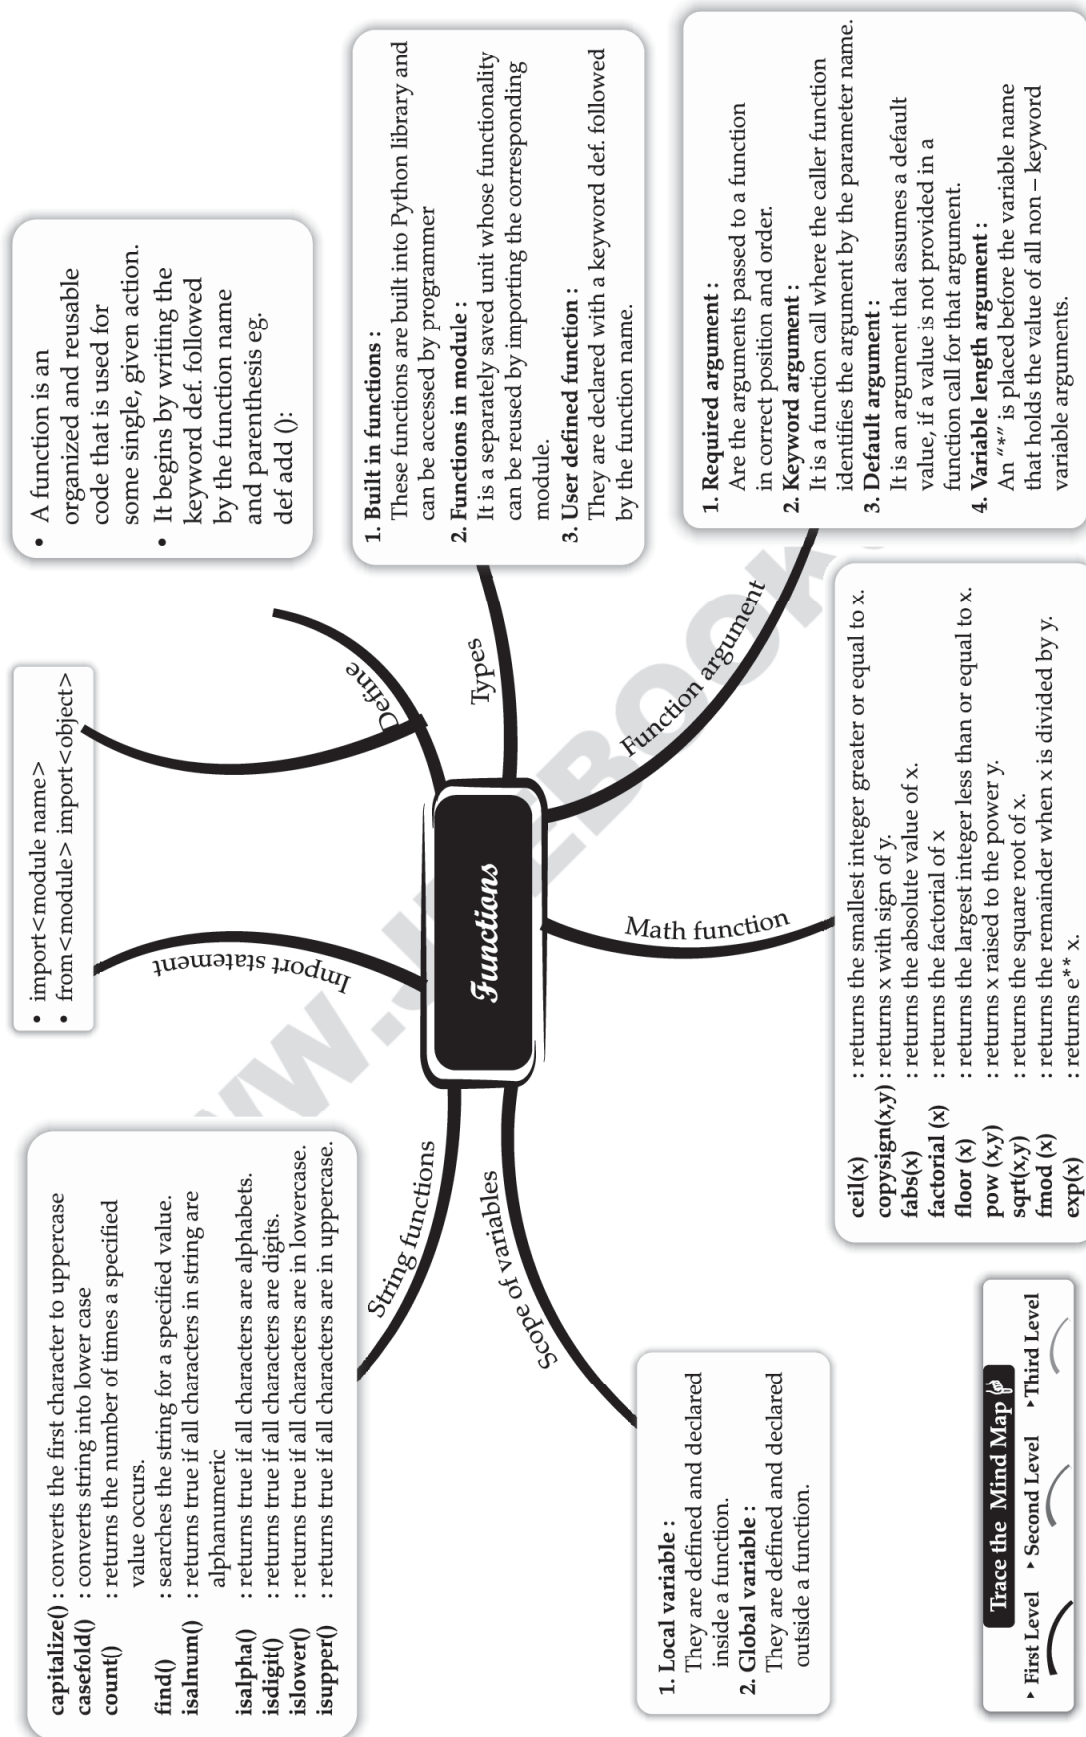 capitalize() : converts the first character to uppercase
casefold() : converts string into lower case
count() : returns the number of times a specified
value occurs.
find() : searches the string for a specified value.
isalnum() : returns true if all characters in string are
alphanumeric
isalpha() : returns true if all characters are alphabets.
isdigit() : returns true if all characters are digits.
islower() : returns true if all characters are in lowercase.
isupper() : returns true if all characters are in uppercase.
String functions
• import<module name>
• from<module> import<object>
Import statement
• A function is an
organized and reusable
code that is used for
some single, given action.
• It begins by writing the
keyword def. followed
by the function name
and parenthesis eg.
def add ():
Define
Functions
1. Built in functions :
These functions are built into Python library and
can be accessed by programmer
2. Functions in module :
It is a separately saved unit whose functionality
can be reused by importing the corresponding
module.
3. User defined function :
They are declared with a keyword def. followed
by the function name.
Types
Scope of variables
1. Local variable :
They are defined and declared
inside a function.
2. Global variable :
They are defined and declared
outside a function.
Math function
ceil(x) : returns the smallest integer greater or equal to x.
copysign(x,y) : returns x with sign of y.
fabs(x) : returns the absolute value of x.
factorial (x) : returns the factorial of x
floor (x) : returns the largest integer less than or equal to x.
pow (x,y) : returns x raised to the power y.
sqrt(x,y) : returns the square root of x.
fmod (x) : returns the remainder when x is divided by y.
exp(x) : returns e** x.
Function argument
1. Required argument :
Are the arguments passed to a function
in correct position and order.
2. Keyword argument :
It is a function call where the caller function
identifies the argument by the parameter name.
3. Default argument :
It is an argument that assumes a default
value, if a value is not provided in a
function call for that argument.
4. Variable length argument :
An "*" is placed before the variable name
that holds the value of all non – keyword
variable arguments.
Trace the Mind Map
First Level Second Level Third Level